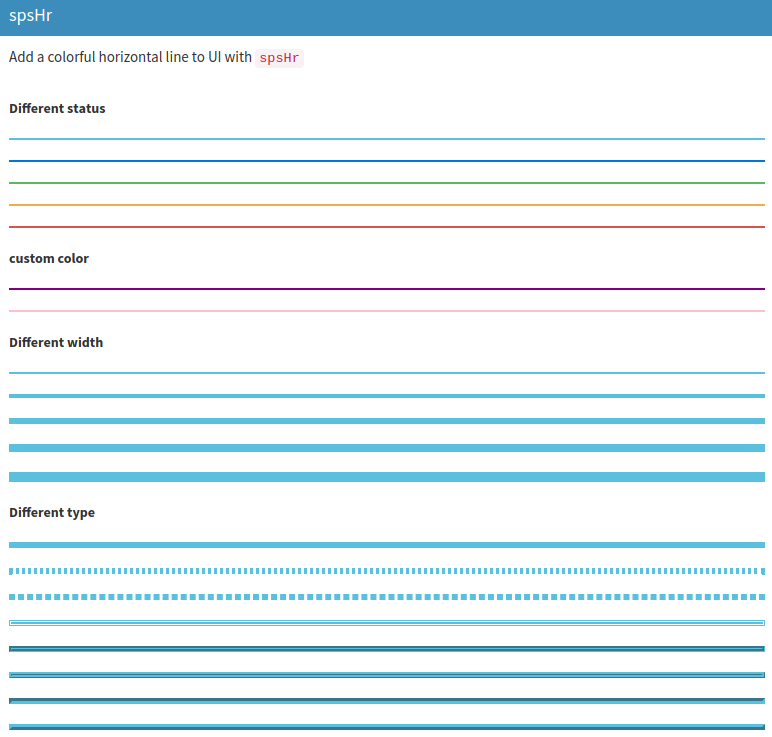 spsHr
Add a colorful horizontal line to UI with spsHr
Different status
custom color
Different width
Different type